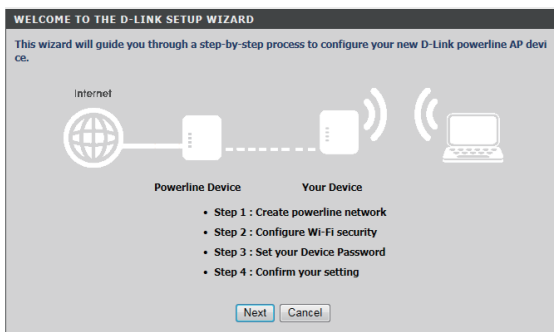 WELCOME TO THE D-LINK SETUP WIZARD
This wizard will guide you through a step-by-step process to configure your new D-Link powerline AP devi
ce.
Internet
Powerline Device Your Device
• Step 1 : Create powerline network
• Step 2 : Configure Wi-Fi security
• Step 3 : Set your Device Password
• Step 4 : Confirm your setting
Next Cancel